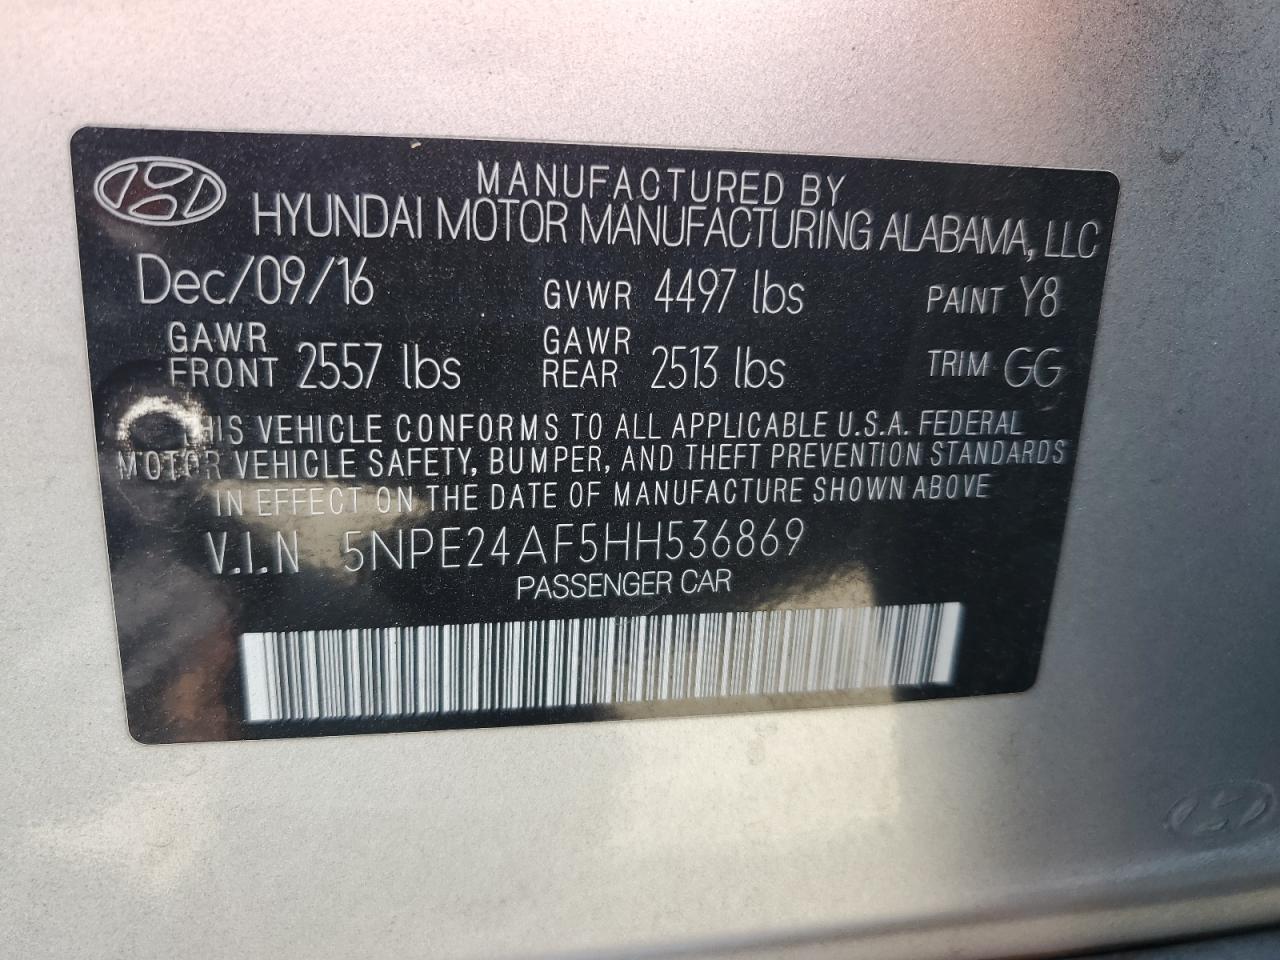 MANUFACTURED BY
HYUNDAI MOTOR MANUFACTURING ALABAMA, LLC
Dec/09/16 GVWR 4497 lbs PAINT Y8
GAWR FRONT 2557 lbs GAWR REAR 2513 lbs TRIM GG
THIS VEHICLE CONFORMS TO ALL APPLICABLE U.S.A. FEDERAL
MOTOR VEHICLE SAFETY, BUMPER, AND THEFT PREVENTION STANDARDS
IN EFFECT ON THE DATE OF MANUFACTURE SHOWN ABOVE
V.I.N 5NPE24AF5HH536869
PASSENGER CAR